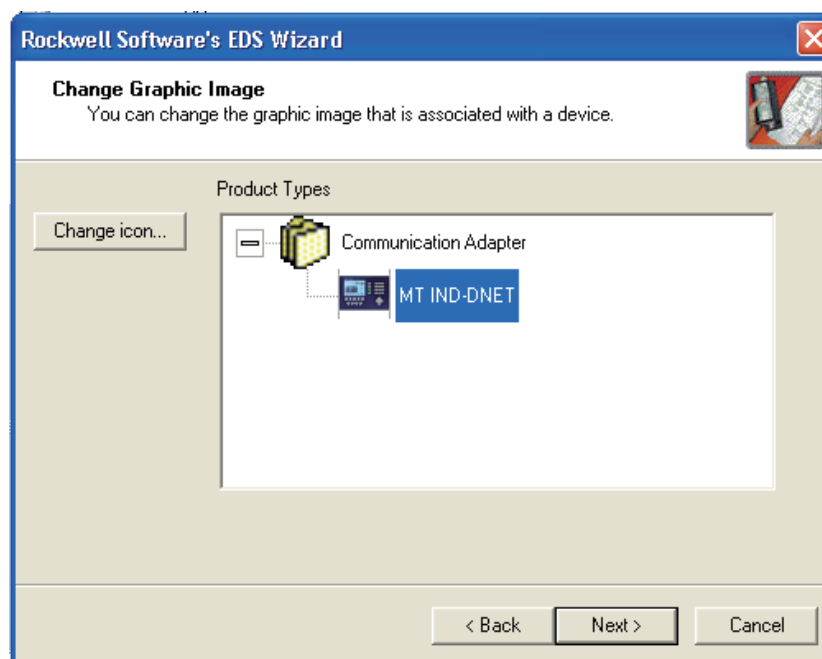 Rockwell Software's EDS Wizard
Change Graphic Image
You can change the graphic image that is associated with a device.
Product Types
Change icon...
Communication Adapter
MT IND-DNET
< Back
Next >
Cancel